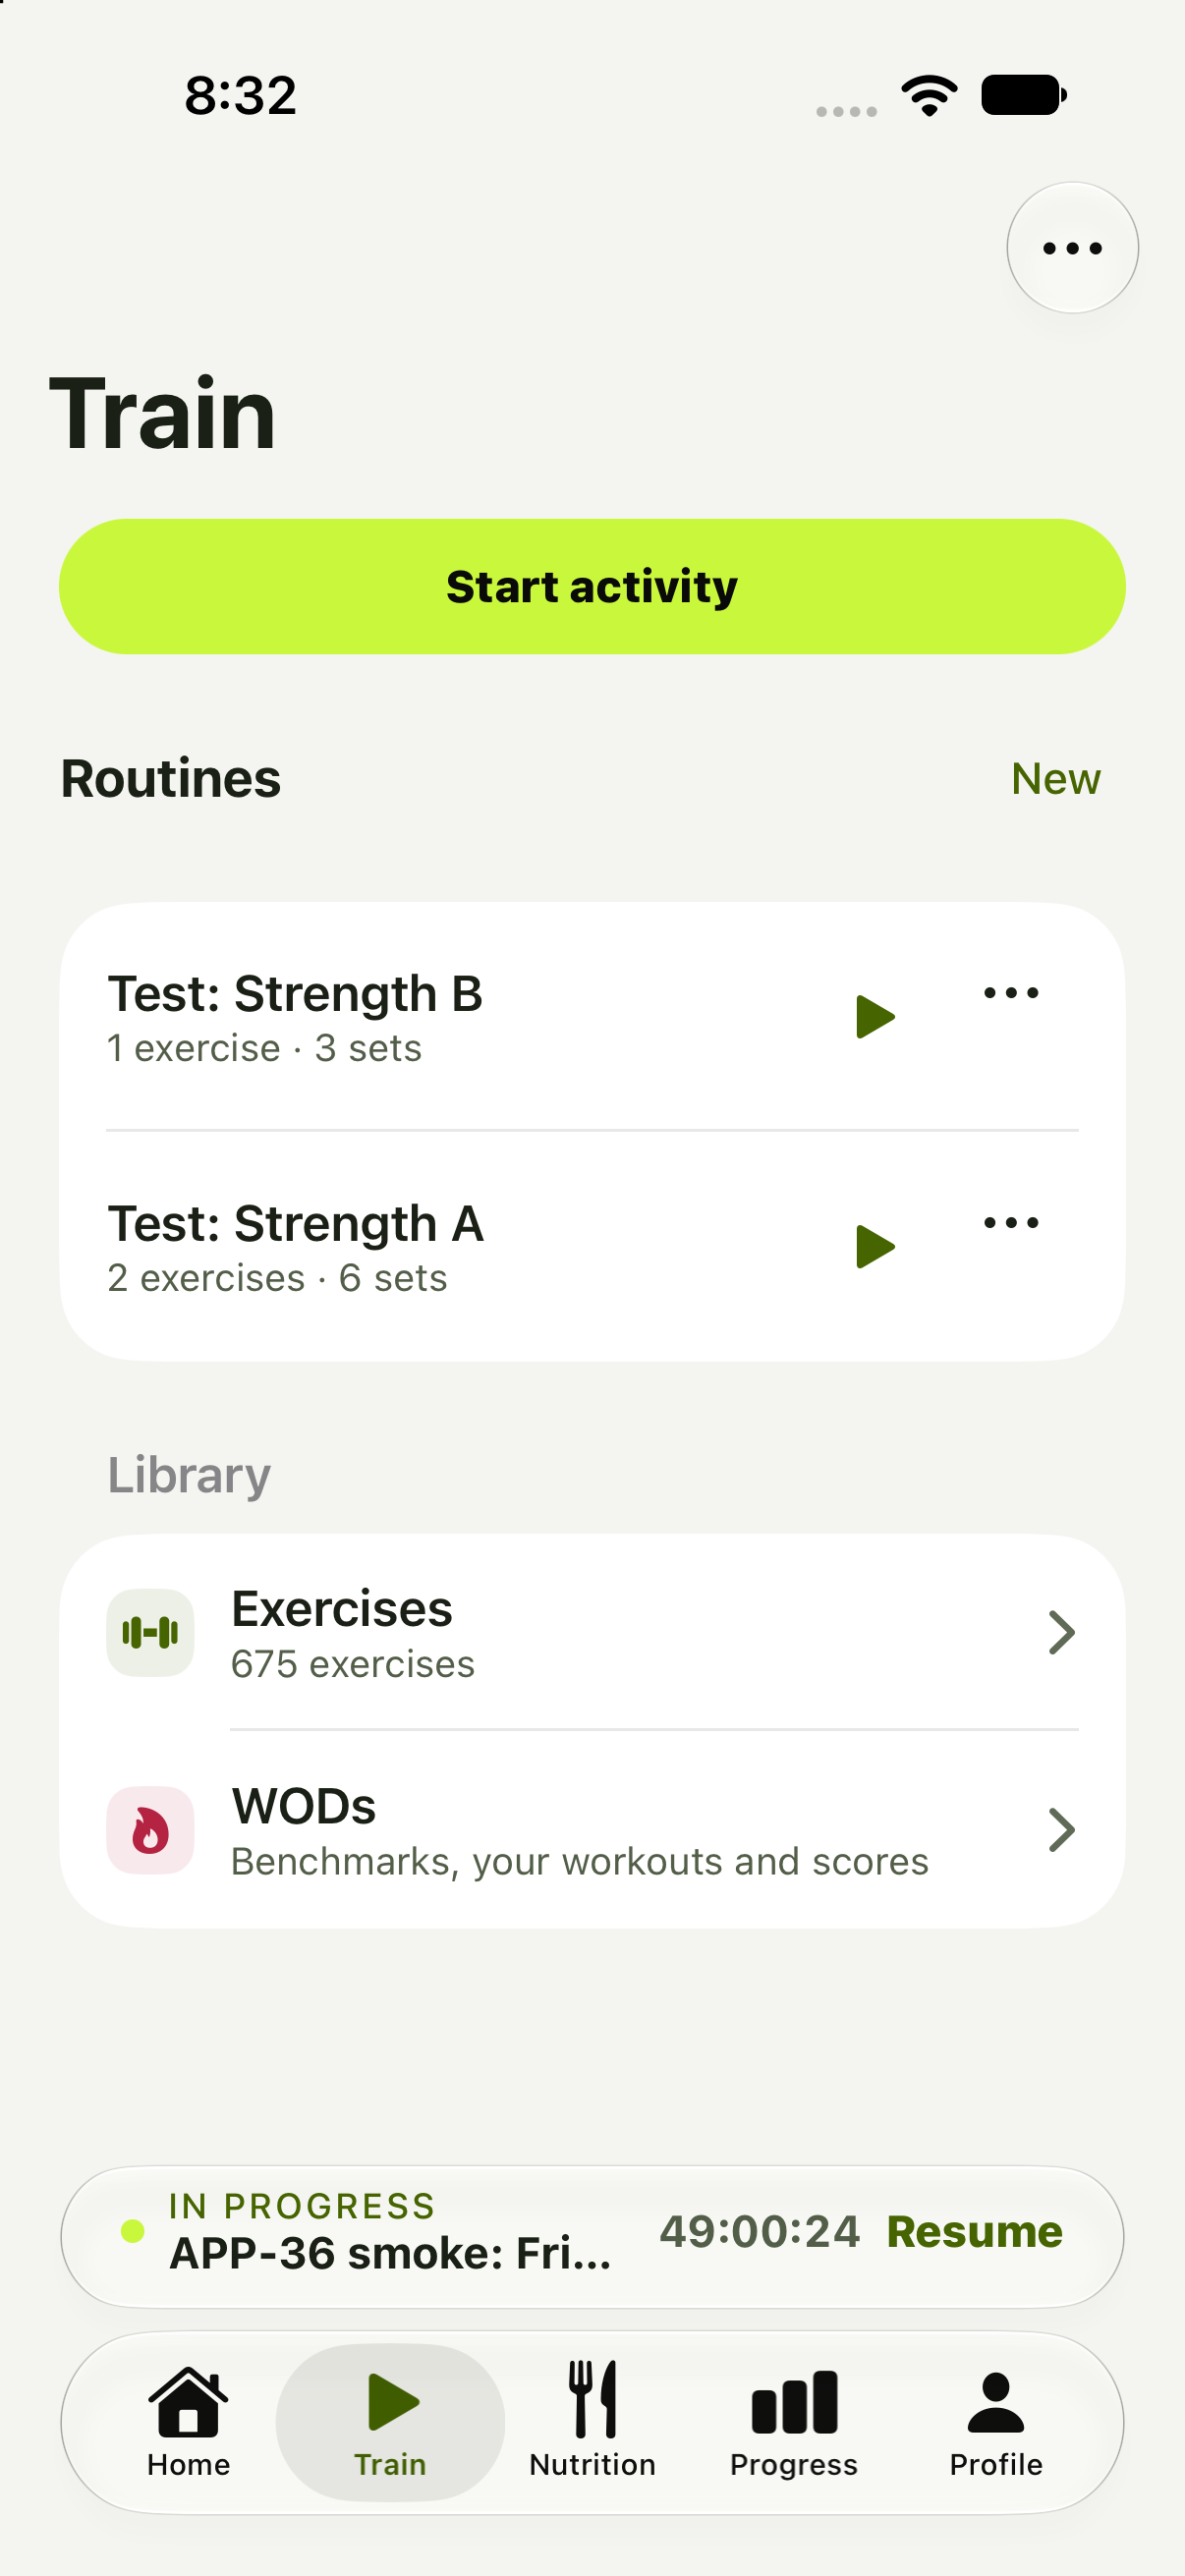 8:32
Train
Start activity
Routines
New
Test: Strength B
1 exercise · 3 sets
Test: Strength A
2 exercises · 6 sets
Library
Exercises
675 exercises
WODs
Benchmarks, your workouts and scores
IN PROGRESS
APP-36 smoke: Fri...
49:00:24 Resume
Home Train Nutrition Progress Profile